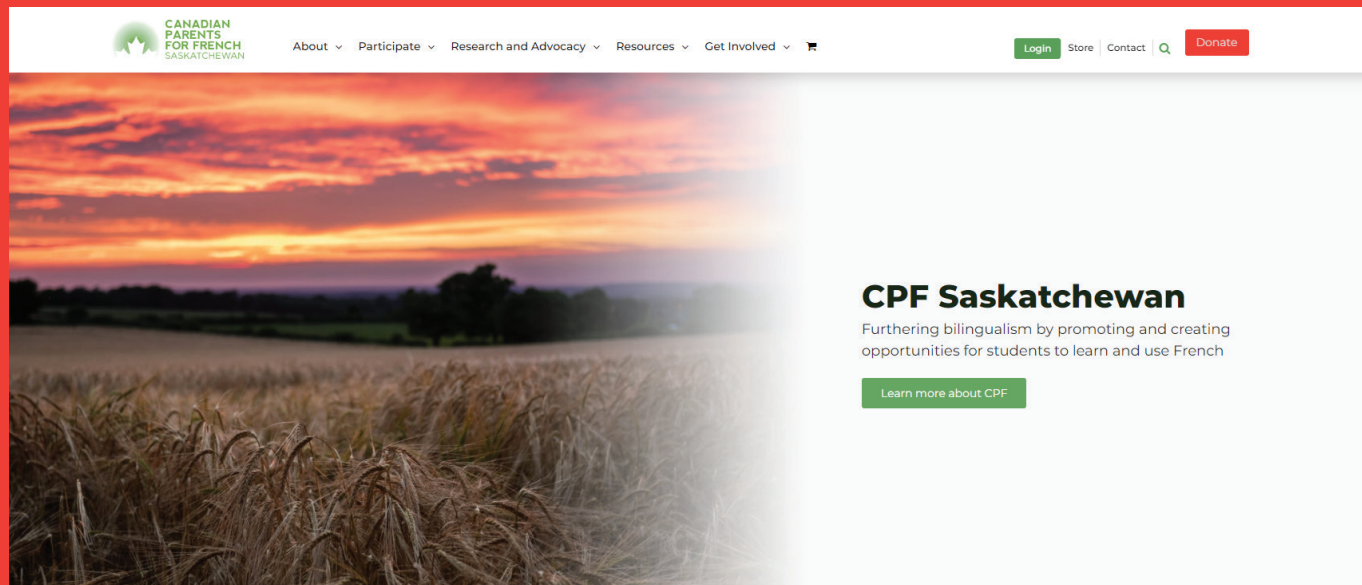 CANADIAN
PARENTS
FOR FRENCH
SASKATCHEWAN
About Participate Research and Advocacy Resources Get Involved
Login Store Contact Donate
CPF Saskatchewan
Furthering bilingualism by promoting and creating
opportunities for students to learn and use French
Learn more about CPF